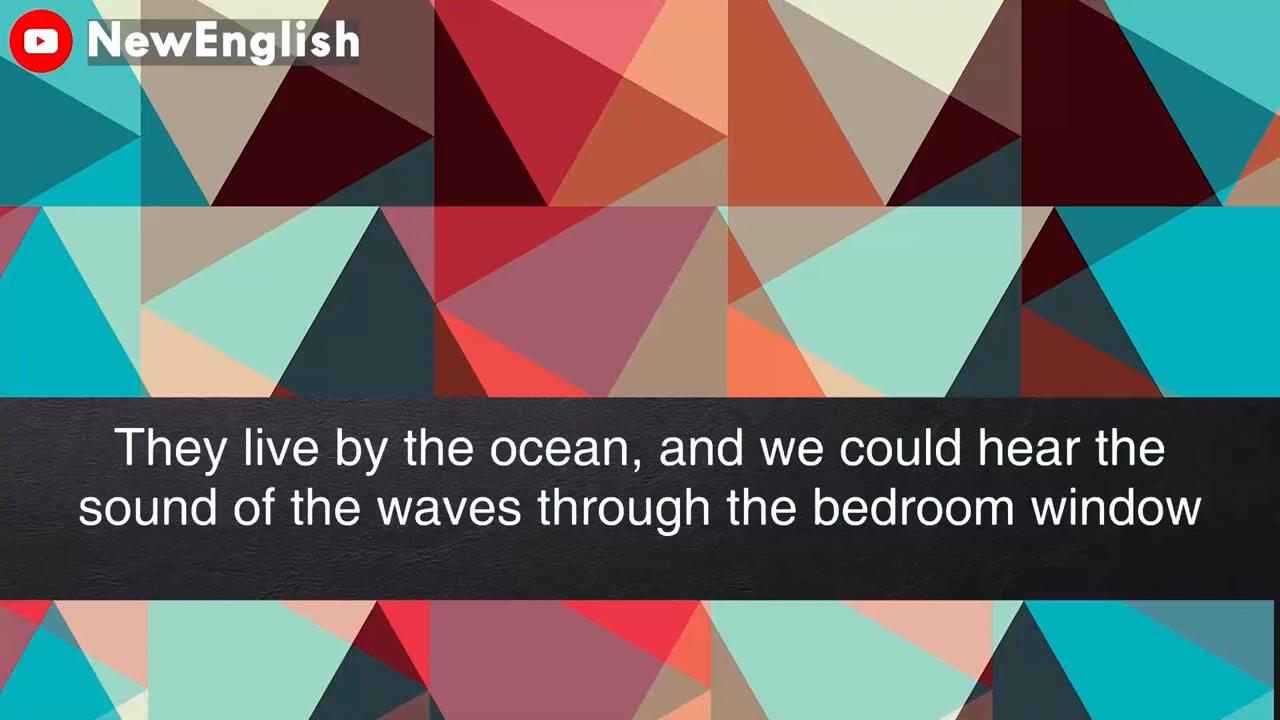 NewEnglish
They live by the ocean, and we could hear the
sound of the waves through the bedroom window